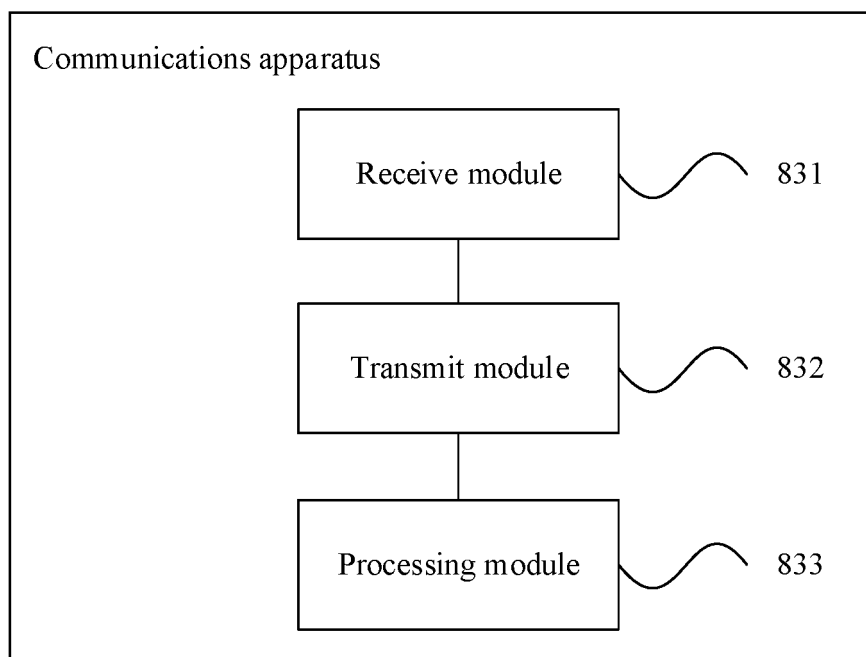 Communications apparatus
Receive module
831
Transmit module
832
Processing module
833